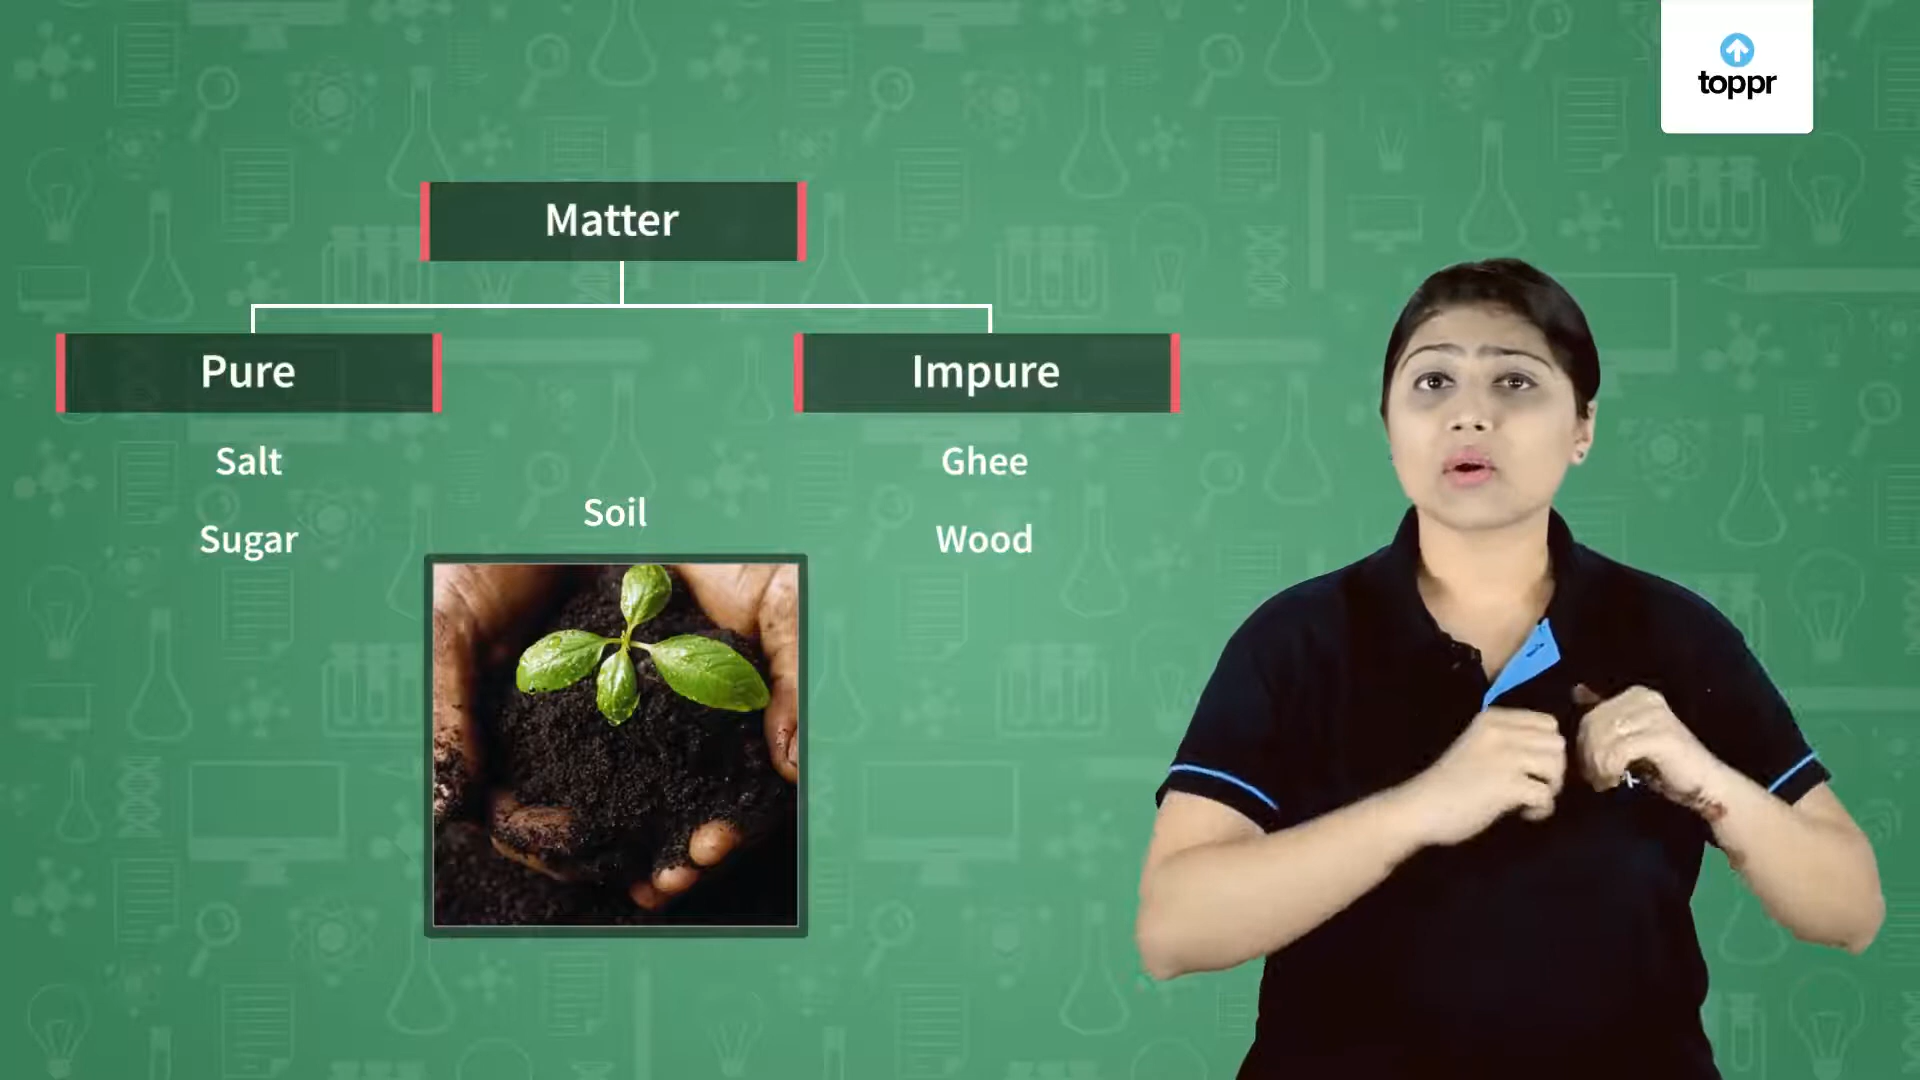 toppr
Matter
Pure
Impure
Salt
Ghee
Soil
Sugar
Wood